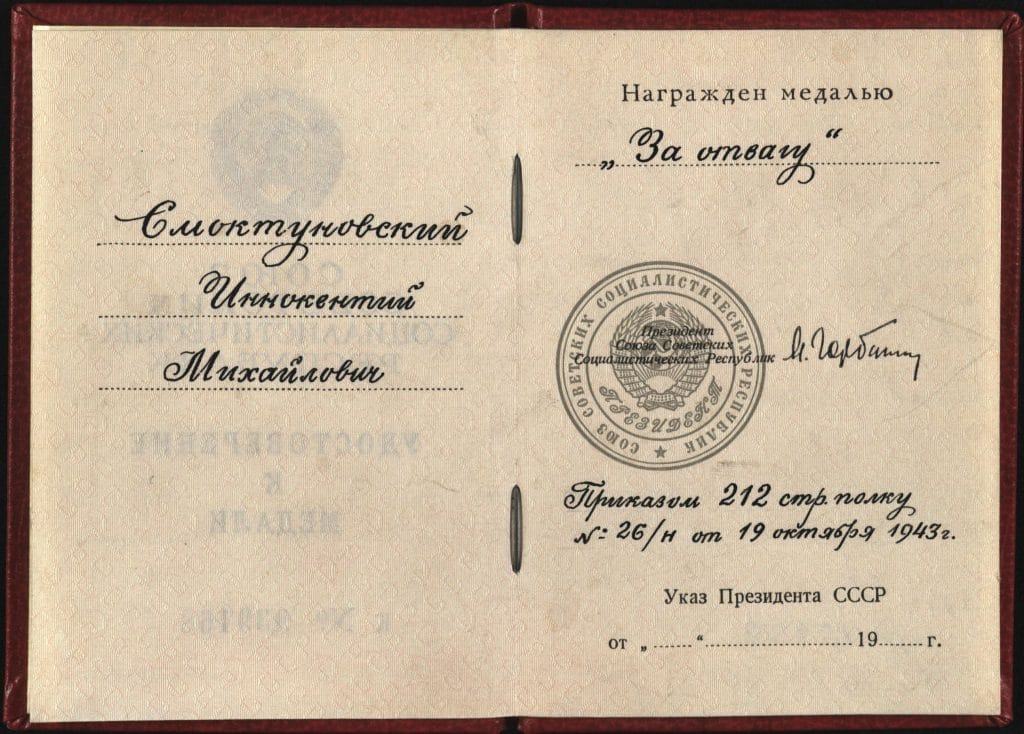 Смоктуновский
Иннокентий
Михайлович
Награжден медалью
„За отвагу“
СОЮЗ СОВЕТСКИХ СОЦИАЛИСТИЧЕСКИХ РЕСПУБЛИК
Президент
Союза Советских
Социалистических Республик
ПРЕЗИДЕНТ
М. Горбачев
Приказом 212 стр. полку
№ 26/н от 19 октября 1943г.
Указ Президента СССР
от „ “ 19 г.